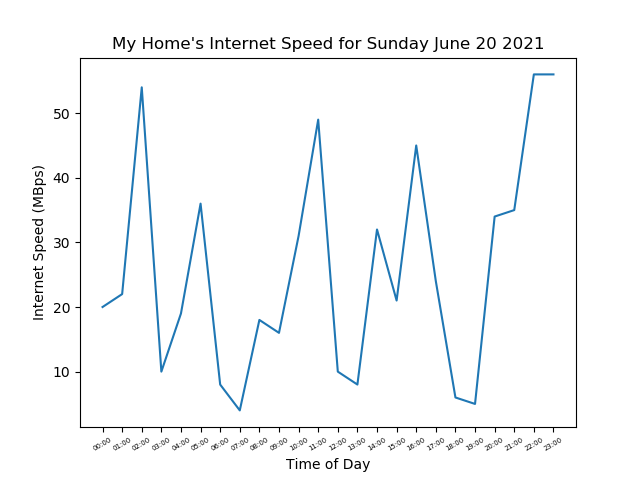 My Home's Internet Speed for Sunday June 20 2021
Internet Speed (MBps)
50
40
30
20
10
00:00 01:00 02:00 03:00 04:00 05:00 06:00 07:00 08:00 09:00 10:00 11:00 12:00 13:00 14:00 15:00 16:00 17:00 18:00 19:00 20:00 21:00 22:00 23:00
Time of Day